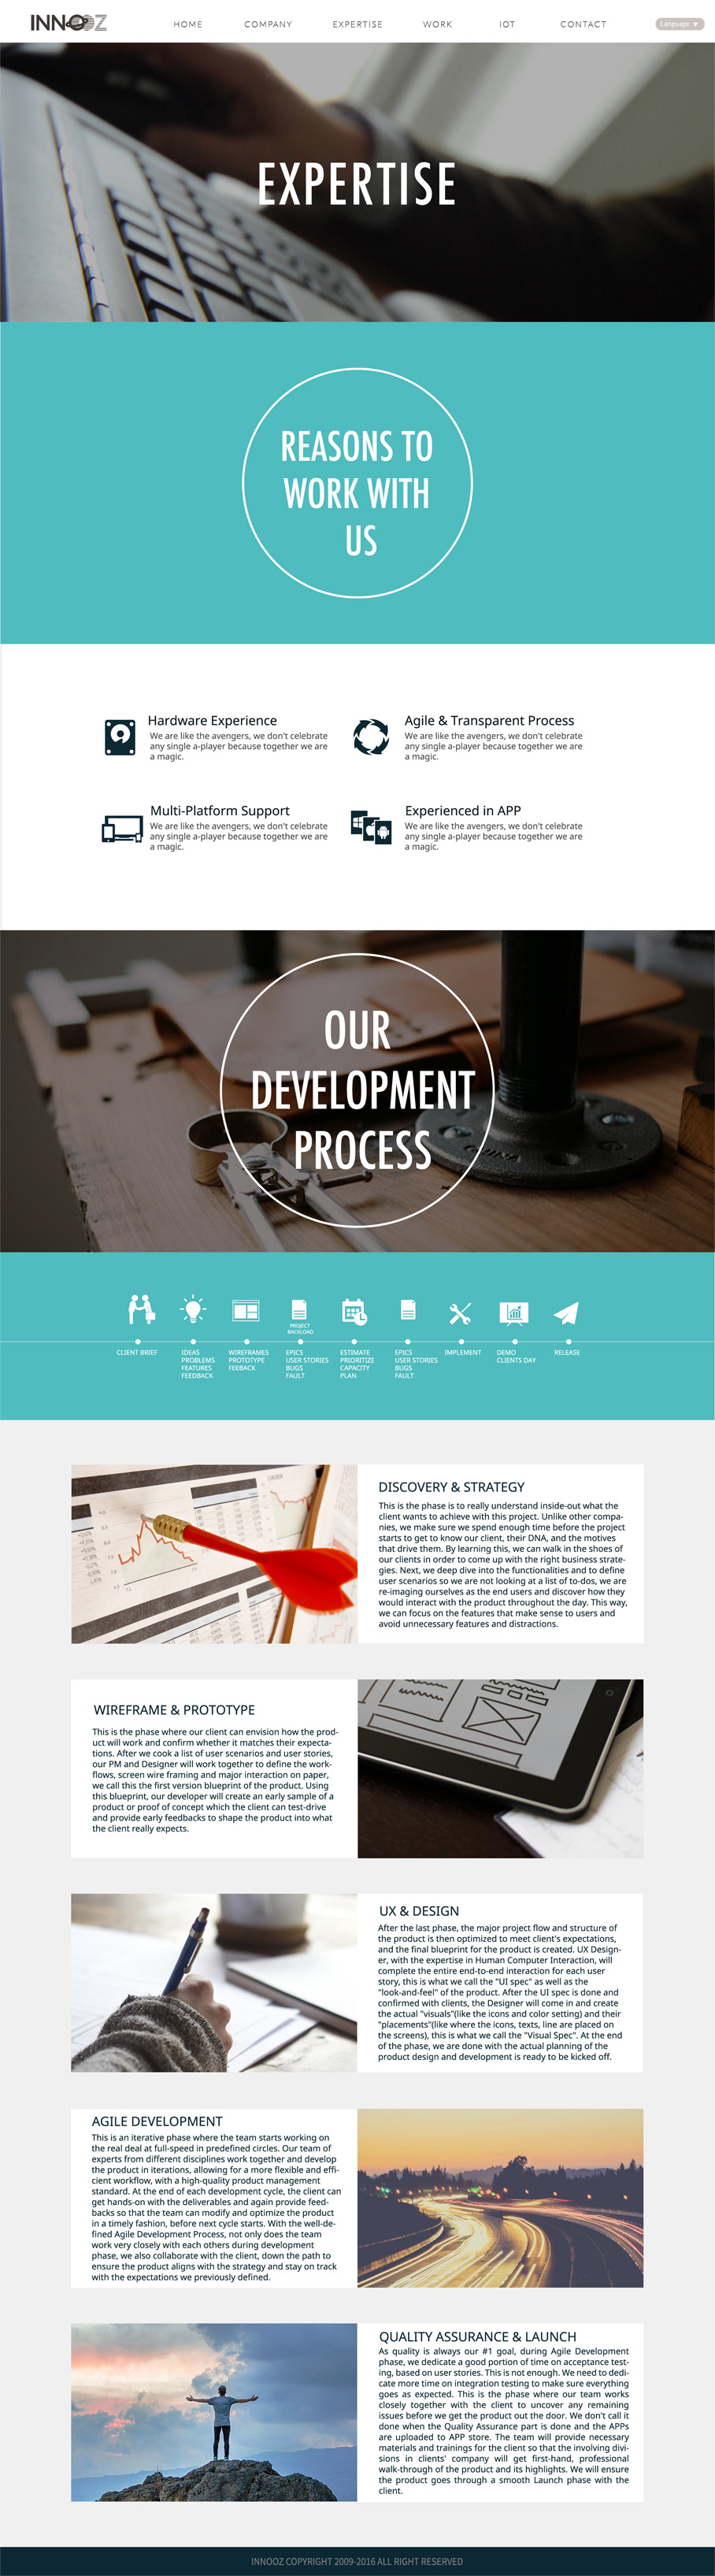 INNOOZ
HOME COMPANY EXPERTISE WORK IOT CONTACT Language ▼
EXPERTISE
REASONS TO
WORK WITH
US
Hardware Experience
We are like the avengers, we don't celebrate
any single a-player because together we are
a magic.
Agile & Transparent Process
We are like the avengers, we don't celebrate
any single a-player because together we are
a magic.
Multi-Platform Support
We are like the avengers, we don't celebrate
any single a-player because together we are
a magic.
Experienced in APP
We are like the avengers, we don't celebrate
any single a-player because together we are
a magic.
OUR
DEVELOPMENT
PROCESS
PROJECT
BACKLOAD
CLIENT BRIEF
IDEAS
PROBLEMS
FEATURES
FEEDBACK
WIREFRAMES
PROTOTYPE
FEEBACK
EPICS
USER STORIES
BUGS
FAULT
ESTIMATE
PRIORITIZE
CAPACITY
PLAN
EPICS
USER STORIES
BUGS
FAULT
IMPLEMENT
DEMO
CLIENTS DAY
RELEASE
DISCOVERY & STRATEGY
This is the phase is to really understand inside-out what the
client wants to achieve with this project. Unlike other compa-
nies, we make sure we spend enough time before the project
starts to get to know our client, their DNA, and the motives
that drive them. By learning this, we can walk in the shoes of
our clients in order to come up with the right business strate-
gies. Next, we deep dive into the functionalities and to define
user scenarios so we are not looking at a list of to-dos, we are
re-imaging ourselves as the end users and discover how they
would interact with the product throughout the day. This way,
we can focus on the features that make sense to users and
avoid unnecessary features and distractions.
WIREFRAME & PROTOTYPE
This is the phase where our client can envision how the prod-
uct will work and confirm whether it matches their expecta-
tions. After we cook a list of user scenarios and user stories,
our PM and Designer will work together to define the work-
flows, screen wire framing and major interaction on paper,
we call this the first version blueprint of the product. Using
this blueprint, our developer will create an early sample of a
product or proof of concept which the client can test-drive
and provide early feedbacks to shape the product into what
the client really expects.
UX & DESIGN
After the last phase, the major project flow and structure of
the product is then optimized to meet client's expectations,
and the final blueprint for the product is created. UX Design-
er, with the expertise in Human Computer Interaction, will
complete the entire end-to-end interaction for each user
story, this is what we call the "UI spec" as well as the
"look-and-feel" of the product. After the UI spec is done and
confirmed with clients, the Designer will come in and create
the actual "visuals"(like the icons and color setting) and their
"placements"(like where the icons, texts, line are placed on
the screens), this is what we call the "Visual Spec". At the end
of the phase, we are done with the actual planning of the
product design and development is ready to be kicked off.
AGILE DEVELOPMENT
This is an iterative phase where the team starts working on
the real deal at full-speed in predefined circles. Our team of
experts from different disciplines work together and develop
the product in iterations, allowing for a more flexible and effi-
cient workflow, with a high-quality product management
standard. At the end of each development cycle, the client can
get hands-on with the deliverables and again provide feed-
backs so that the team can modify and optimize the product
in a timely fashion, before next cycle starts. With the well-de-
fined Agile Development Process, not only does the team
work very closely with each others during development
phase, we also collaborate with the client, down the path to
ensure the product aligns with the strategy and stay on track
with the expectations we previously defined.
QUALITY ASSURANCE & LAUNCH
As quality is always our #1 goal, during Agile Development
phase, we dedicate a good portion of time on acceptance test-
ing, based on user stories. This is not enough. We need to dedi-
cate more time on integration testing to make sure everything
goes as expected. This is the phase where our team works
closely together with the client to uncover any remaining
issues before we get the product out the door. We don't call it
done when the Quality Assurance part is done and the APPs
are uploaded to APP store. The team will provide necessary
materials and trainings for the client so that the involving divi-
sions in clients' company will get first-hand, professional
walk-through of the product and its highlights. We will ensure
the product goes through a smooth Launch phase with the
client.
INNOOZ COPYRIGHT 2009-2016 ALL RIGHT RESERVED